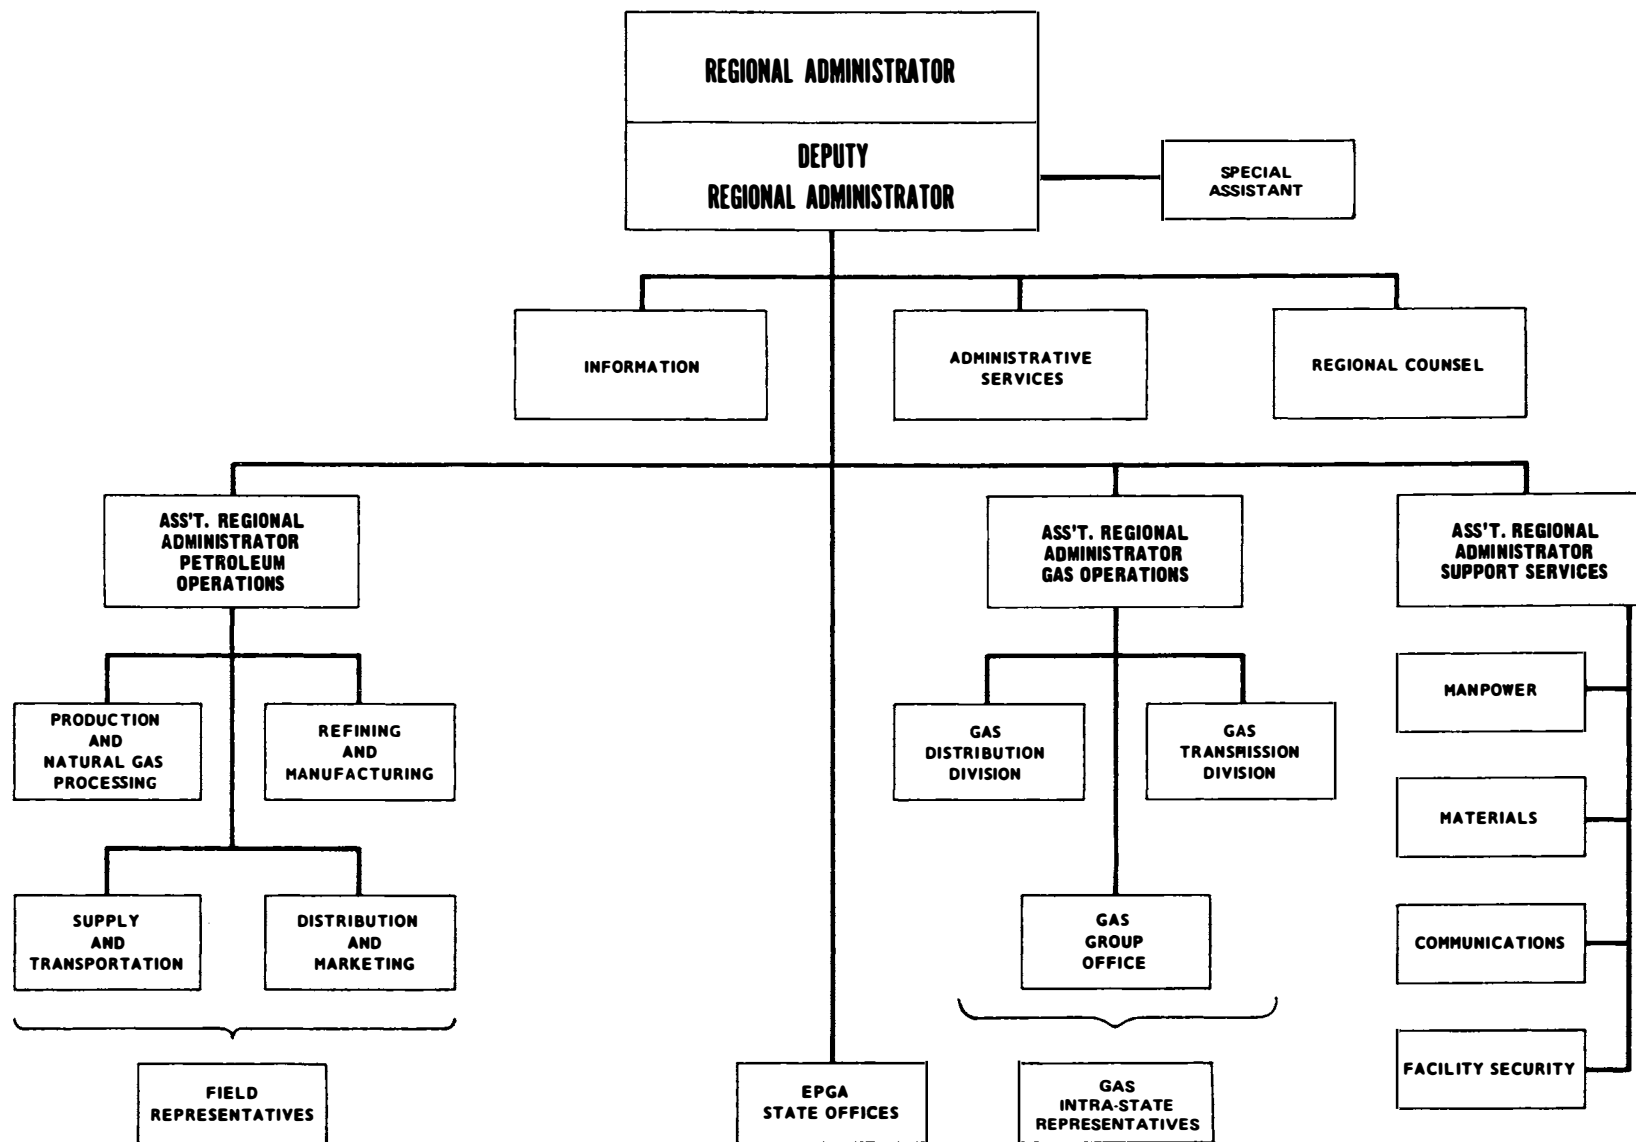 REGIONAL ADMINISTRATOR
DEPUTY
REGIONAL ADMINISTRATOR
SPECIAL
ASSISTANT
INFORMATION
ADMINISTRATIVE
SERVICES
REGIONAL COUNSEL
ASS'T. REGIONAL
ADMINISTRATOR
PETROLEUM
OPERATIONS
ASS'T. REGIONAL
ADMINISTRATOR
GAS OPERATIONS
ASS'T. REGIONAL
ADMINISTRATOR
SUPPORT SERVICES
PRODUCTION
AND
NATURAL GAS
PROCESSING
REFINING
AND
MANUFACTURING
GAS
DISTRIBUTION
DIVISION
GAS
TRANSMISSION
DIVISION
MANPOWER
MATERIALS
SUPPLY
AND
TRANSPORTATION
DISTRIBUTION
AND
MARKETING
GAS
GROUP
OFFICE
COMMUNICATIONS
FACILITY SECURITY
FIELD
REPRESENTATIVES
EPGA
STATE OFFICES
GAS
INTRA-STATE
REPRESENTATIVES